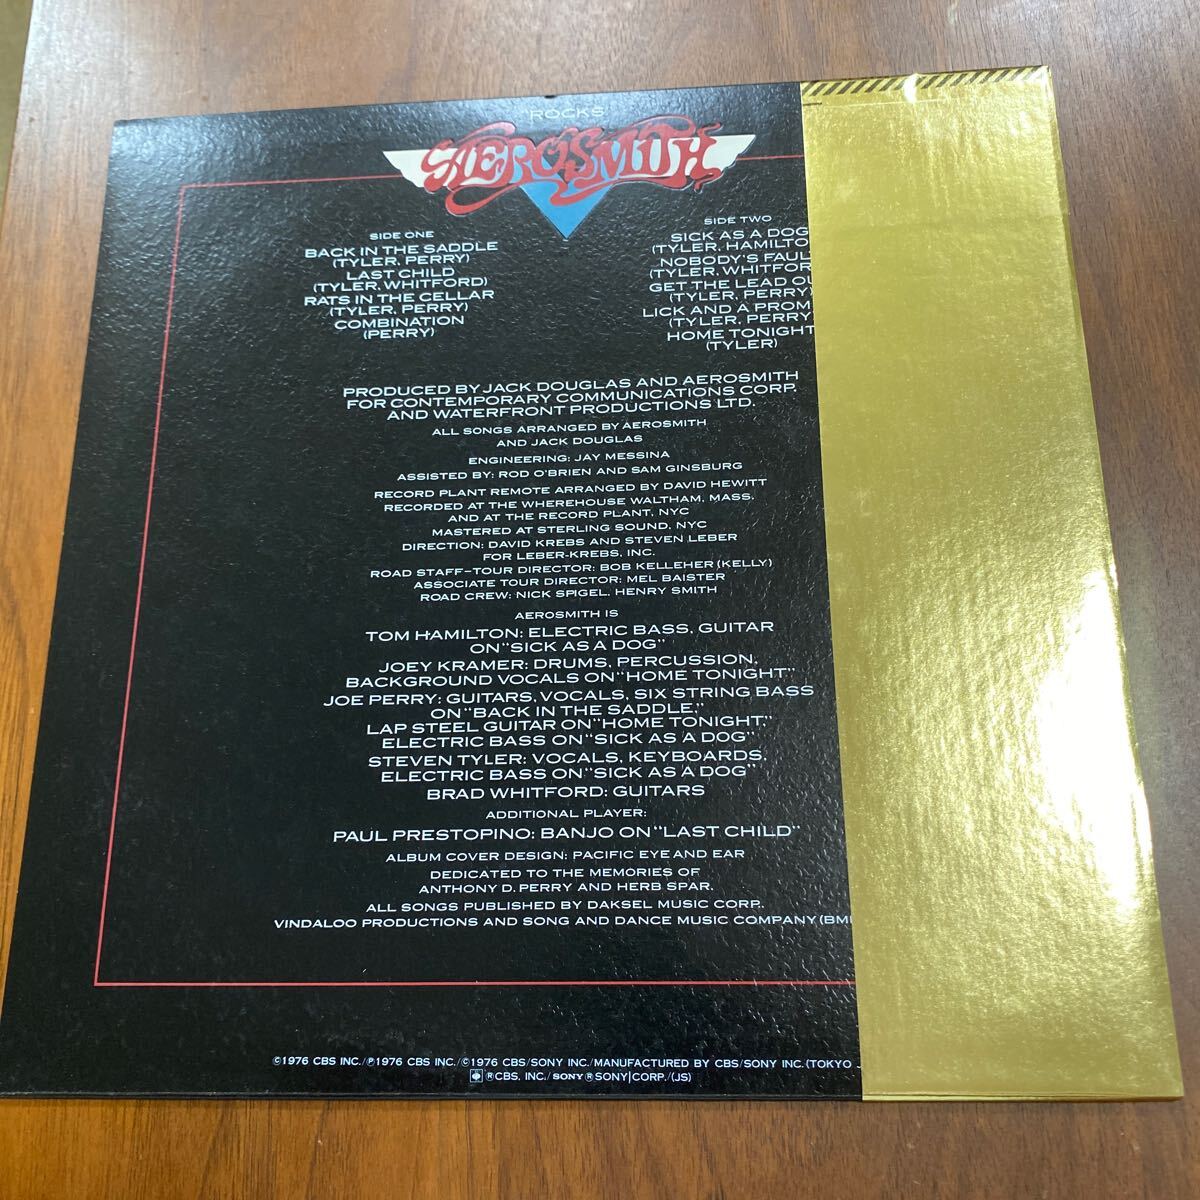 ROCKS
AEROSMITH
SIDE ONE
BACK IN THE SADDLE
(TYLER, PERRY)
LAST CHILD
(TYLER, WHITFORD)
RATS IN THE CELLAR
(TYLER, PERRY)
COMBINATION
(PERRY)
SIDE TWO
SICK AS A DOG
(TYLER, HAMILTO
NOBODY'S FAUL
(TYLER, WHITFOR
GET THE LEAD OU
(TYLER, PERRY)
LICK AND A PROM
(TYLER, PERRY
HOME TONIGHT
(TYLER)
PRODUCED BY JACK DOUGLAS AND AEROSMITH
FOR CONTEMPORARY COMMUNICATIONS CORP.
AND WATERFRONT PRODUCTIONS LTD.
ALL SONGS ARRANGED BY AEROSMITH
AND JACK DOUGLAS
ENGINEERING: JAY MESSINA
ASSISTED BY: ROD O'BRIEN AND SAM GINSBURG
RECORD PLANT REMOTE ARRANGED BY DAVID HEWITT
RECORDED AT THE WHEREHOUSE WALTHAM, MASS.
AND AT THE RECORD PLANT, NYC
MASTERED AT STERLING SOUND, NYC
DIRECTION: DAVID KREBS AND STEVEN LEBER
FOR LEBER-KREBS, INC.
ROAD STAFF-TOUR DIRECTOR: BOB KELLEHER (KELLY)
ASSOCIATE TOUR DIRECTOR: MEL BAISTER
ROAD CREW: NICK SPIGEL, HENRY SMITH
AEROSMITH IS
TOM HAMILTON: ELECTRIC BASS, GUITAR
ON "SICK AS A DOG"
JOEY KRAMER: DRUMS, PERCUSSION,
BACKGROUND VOCALS ON "HOME TONIGHT"
JOE PERRY: GUITARS, VOCALS, SIX STRING BASS
ON "BACK IN THE SADDLE,"
LAP STEEL GUITAR ON "HOME TONIGHT,"
ELECTRIC BASS ON "SICK AS A DOG"
STEVEN TYLER: VOCALS, KEYBOARDS,
ELECTRIC BASS ON "SICK AS A DOG"
BRAD WHITFORD: GUITARS
ADDITIONAL PLAYER:
PAUL PRESTOPINO: BANJO ON "LAST CHILD"
ALBUM COVER DESIGN: PACIFIC EYE AND EAR
DEDICATED TO THE MEMORIES OF
ANTHONY D. PERRY AND HERB SPAR.
ALL SONGS PUBLISHED BY DAKSEL MUSIC CORP.,
VINDALOO PRODUCTIONS AND SONG AND DANCE MUSIC COMPANY (BMI
©1976 CBS INC./℗1976 CBS INC./©1976 CBS/SONY INC./MANUFACTURED BY CBS/SONY INC. (TOKYO J
®CBS, INC./SONY®SONY CORP./(JS)